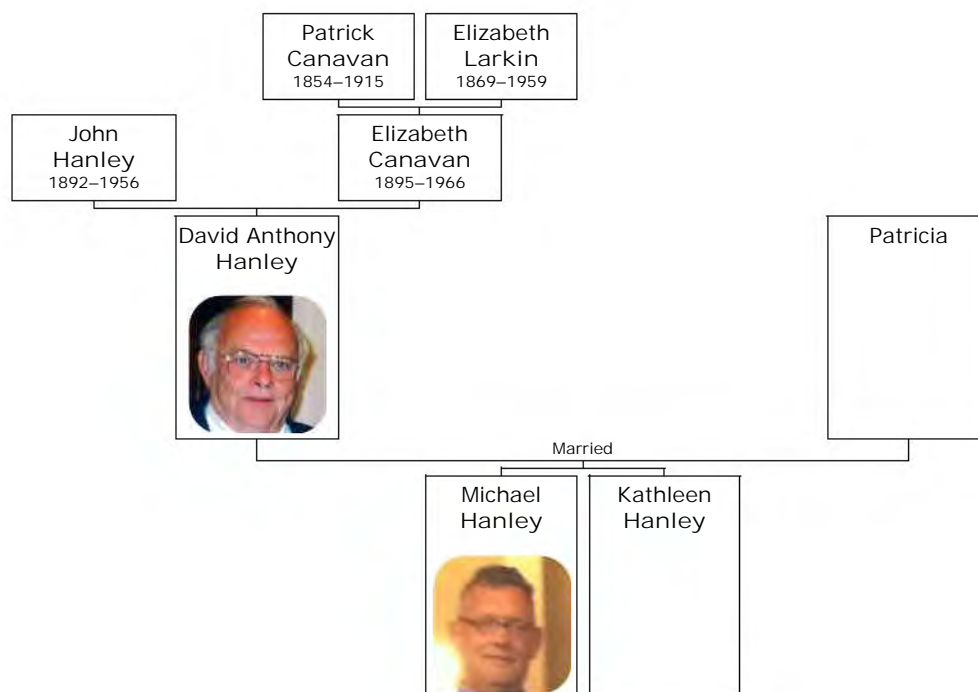 Patrick
Canavan
1854–1915
Elizabeth
Larkin
1869–1959
John
Hanley
1892–1956
Elizabeth
Canavan
1895–1966
David Anthony
Hanley
Patricia
Married
Michael
Hanley
Kathleen
Hanley